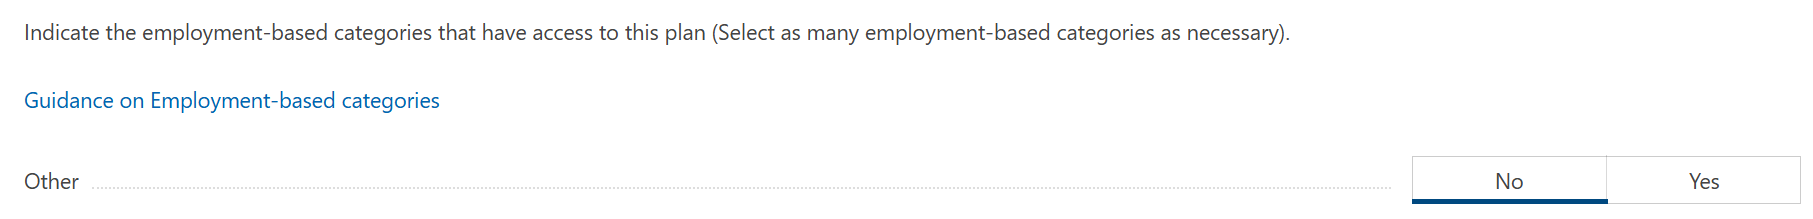 Indicate the employment-based categories that have access to this plan (Select as many employment-based categories as necessary).
Guidance on Employment-based categories
Other No Yes